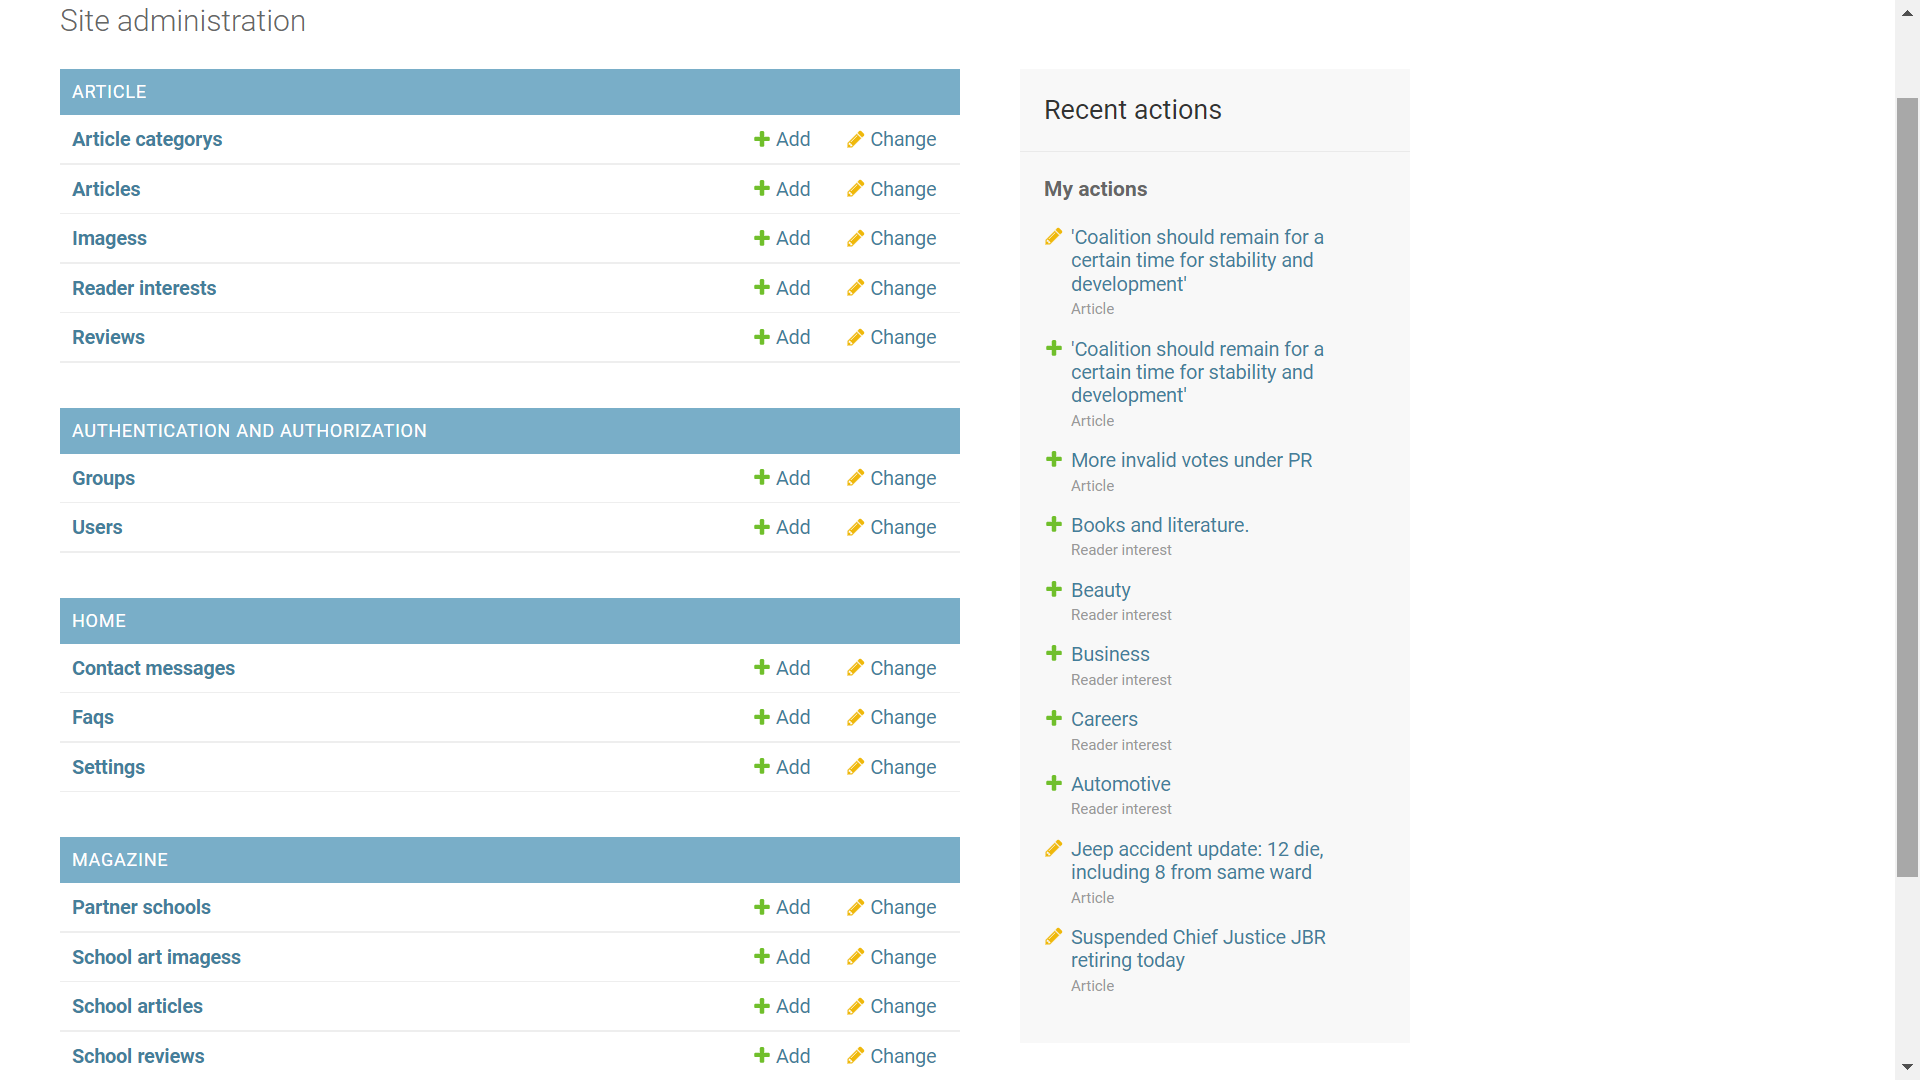 Site administration
ARTICLE
Article categorys Add Change
Articles Add Change
Imagess Add Change
Reader interests Add Change
Reviews Add Change
AUTHENTICATION AND AUTHORIZATION
Groups Add Change
Users Add Change
HOME
Contact messages Add Change
Faqs Add Change
Settings Add Change
MAGAZINE
Partner schools Add Change
School art imagess Add Change
School articles Add Change
School reviews Add Change
Recent actions
My actions
'Coalition should remain for a
certain time for stability and
development'
Article
'Coalition should remain for a
certain time for stability and
development'
Article
More invalid votes under PR
Article
Books and literature.
Reader interest
Beauty
Reader interest
Business
Reader interest
Careers
Reader interest
Automotive
Reader interest
Jeep accident update: 12 die,
including 8 from same ward
Article
Suspended Chief Justice JBR
retiring today
Article